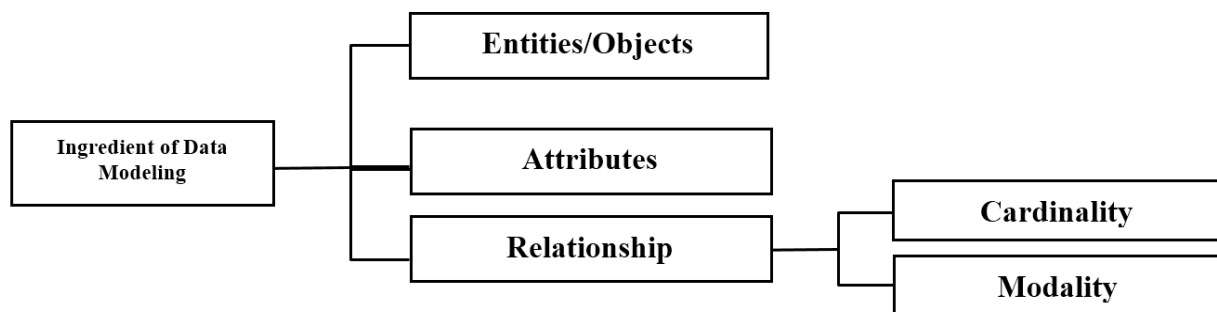 Entities/Objects
Ingredient of Data
Modeling
Attributes
Relationship
Cardinality
Modality